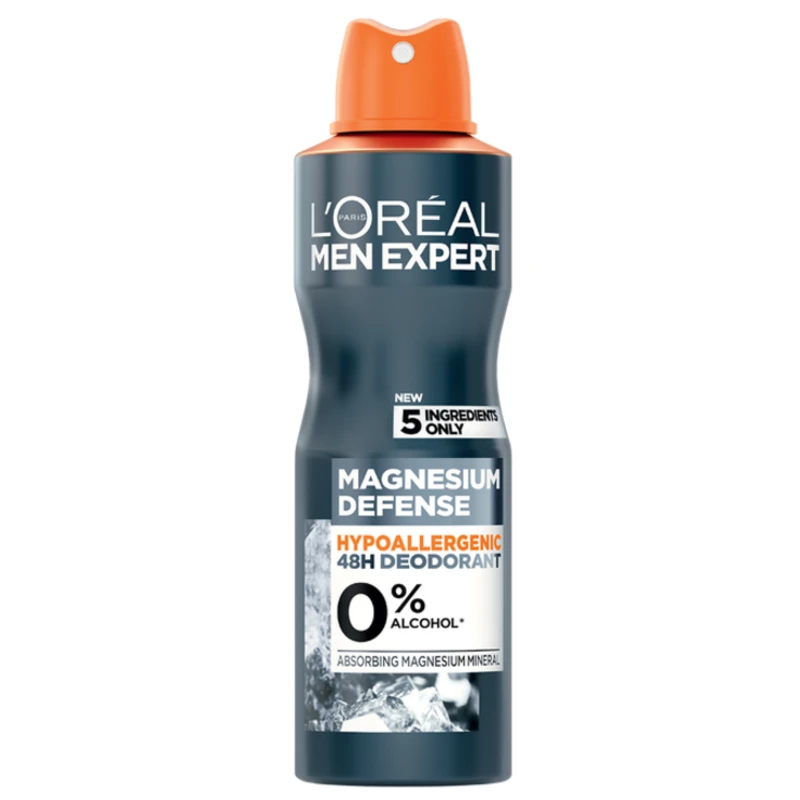 L'ORÉAL
PARIS
MEN EXPERT
NEW
5 INGREDIENTS
ONLY
MAGNESIUM
DEFENSE
HYPOALLERGENIC
48H DEODORANT
0%
ALCOHOL*
ABSORBING MAGNESIUM MINERAL